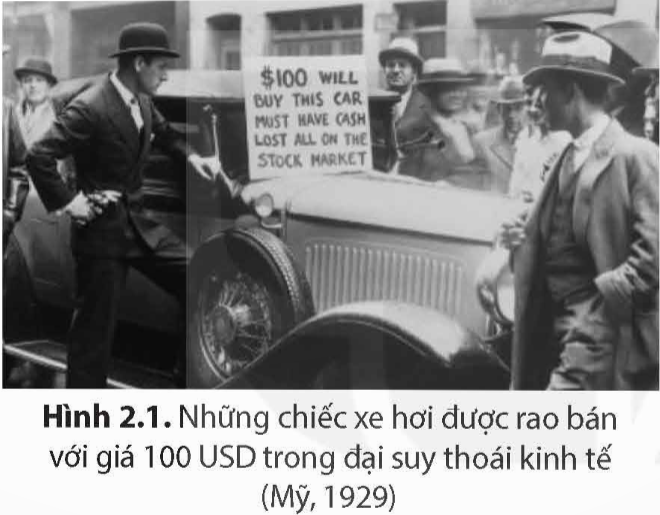 $100 WILL
BUY THIS CAR
MUST HAVE CASH
LOST ALL ON THE
STOCK MARKET
Hình 2.1. Những chiếc xe hơi được rao bán
với giá 100 USD trong đại suy thoái kinh tế
(Mỹ, 1929)